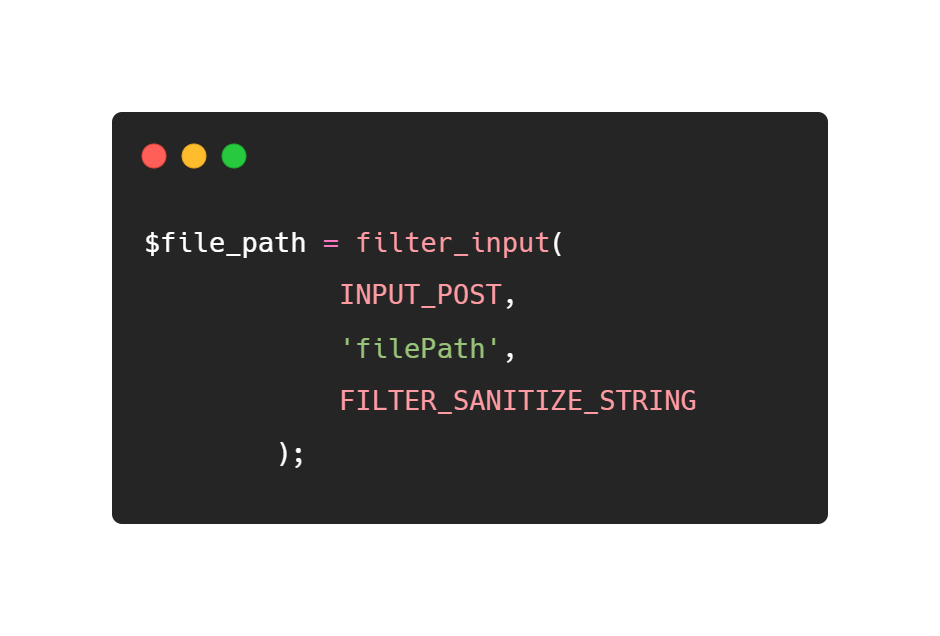 $file_path = filter_input(
            INPUT_POST,
            'filePath',
            FILTER_SANITIZE_STRING
        );